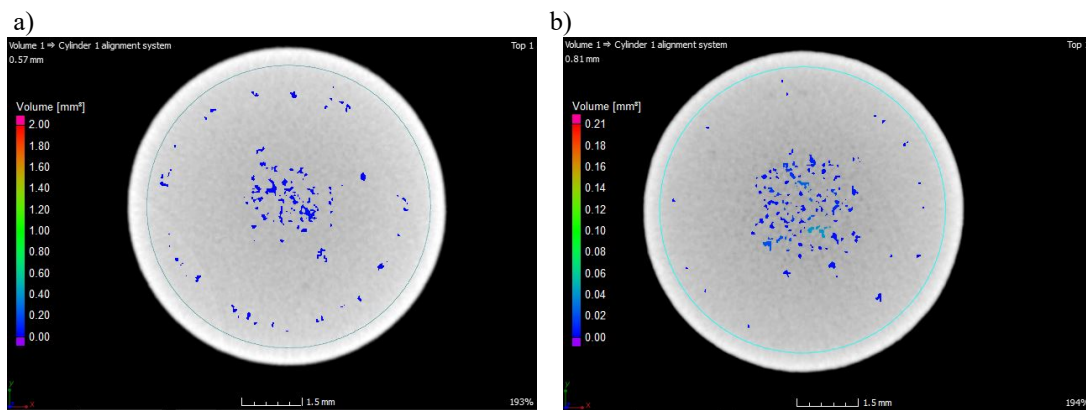 a)
Volume 1 ⇒ Cylinder 1 alignment system
Top 1
0.57 mm
Volume [mm³]
2.00
1.80
1.60
1.40
1.20
1.00
0.80
0.60
0.40
0.20
0.00
1.5 mm
193%
b)
Volume 1 ⇒ Cylinder 1 alignment system
Top
0.81 mm
Volume [mm³]
0.21
0.18
0.16
0.14
0.12
0.10
0.08
0.06
0.04
0.02
0.00
1.5 mm
194%